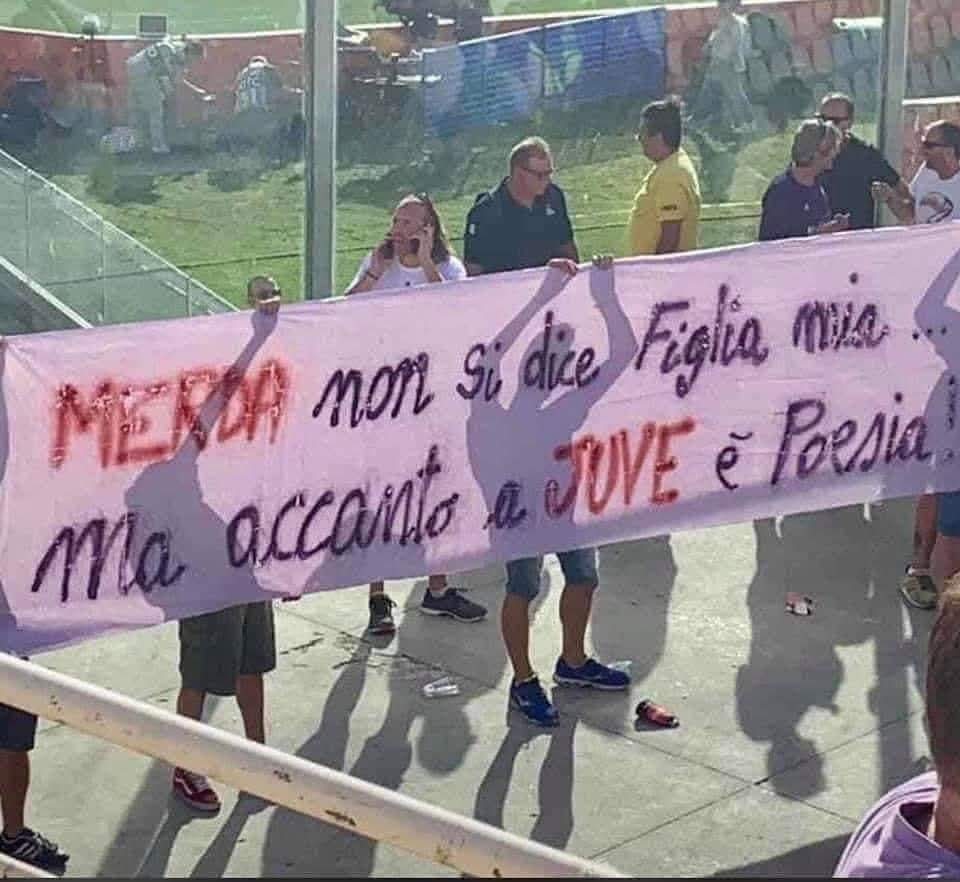 MERDA non si dice Figlia mia ...
Ma accanto a JUVE è Poesia!